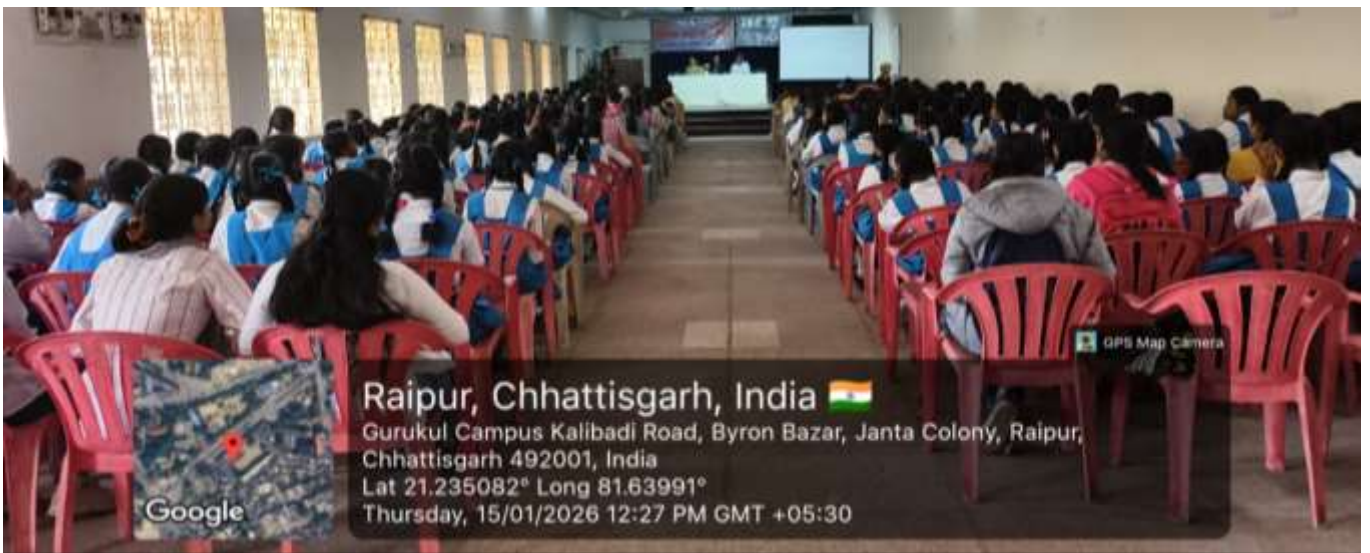 GPS Map Camera
Raipur, Chhattisgarh, India
Gurukul Campus Kalibadi Road, Byron Bazar, Janta Colony, Raipur,
Chhattisgarh 492001, India
Lat 21.235082° Long 81.63991°
Thursday, 15/01/2026 12:27 PM GMT +05:30
Google